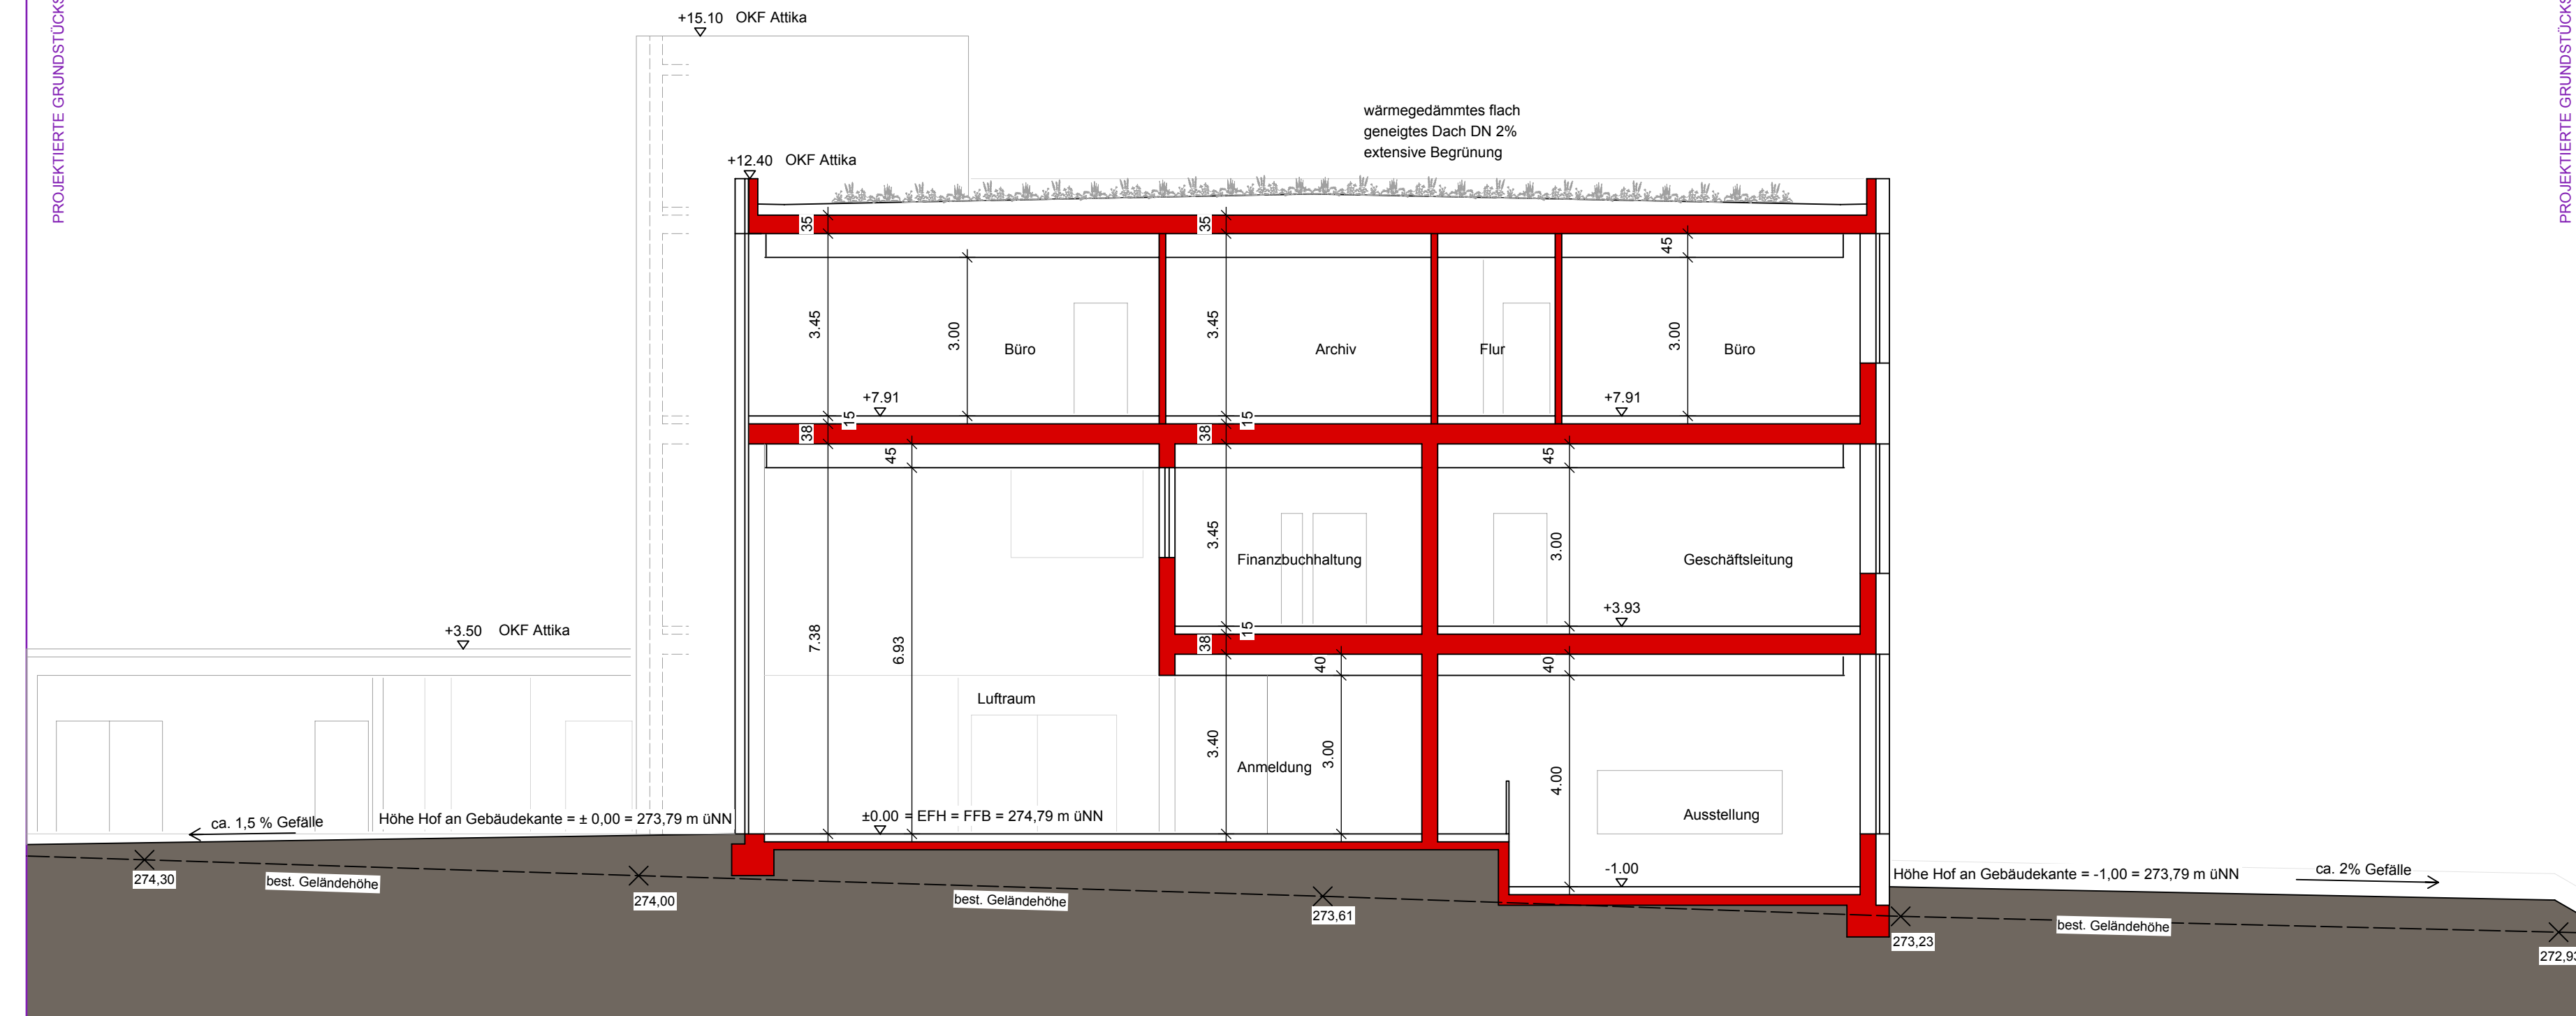 PROJEKTIERTE GRUNDSTÜCKS
+15.10 OKF Attika
PROJEKTIERTE GRUNDSTÜCKS
wärmegedämmtes flach
geneigtes Dach DN 2%
extensive Begrünung
+12.40 OKF Attika
35
35
45
3.45
3.00
Büro
3.45
Archiv
Flur
3.00
Büro
+7.91
+7.91
15
15
38
38
45
45
3.45
Finanzbuchhaltung
3.00
Geschäftsleitung
+3.93
15
38
+3.50 OKF Attika
7.38
6.93
40
40
Luftraum
3.40
3.00
Anmeldung
4.00
Ausstellung
ca. 1,5 % Gefälle
Höhe Hof an Gebäudekante = ± 0,00 = 273,79 m üNN
±0.00 = EFH = FFB = 274,79 m üNN
-1.00
Höhe Hof an Gebäudekante = -1,00 = 273,79 m üNN
ca. 2% Gefälle
274,30
best. Geländehöhe
274,00
best. Geländehöhe
273,61
273,23
best. Geländehöhe
272,93